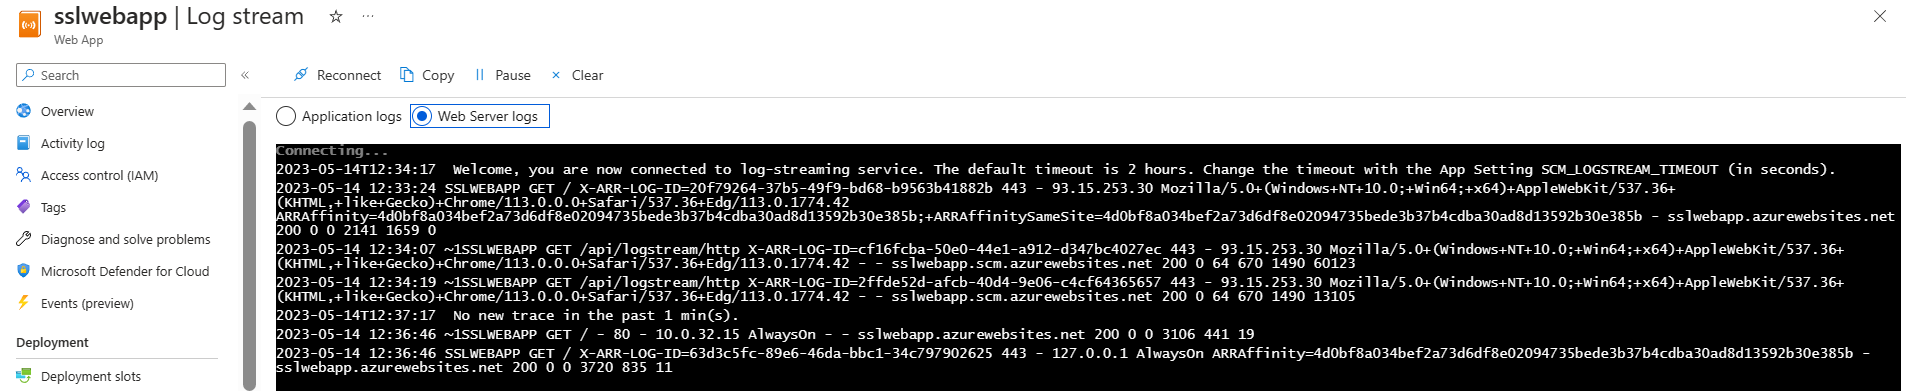 sslwebapp | Log stream
Web App
Search
Reconnect
Copy
Pause
Clear
Overview
Activity log
Access control (IAM)
Tags
Diagnose and solve problems
Microsoft Defender for Cloud
Events (preview)
Deployment
Deployment slots
Application logs
Web Server logs
Connecting...
2023-05-14T12:34:17  Welcome, you are now connected to log-streaming service. The default timeout is 2 hours. Change the timeout with the App Setting SCM_LOGSTREAM_TIMEOUT (in seconds).
2023-05-14 12:33:24 SSLWEBAPP GET / X-ARR-LOG-ID=20f79264-37b5-49f9-bd68-b9563b41882b 443 - 93.15.253.30 Mozilla/5.0+(Windows+NT+10.0;+Win64;+x64)+AppleWebKit/537.36+
(KHTML,+like+Gecko)+Chrome/113.0.0.0+Safari/537.36+Edg/113.0.1774.42
ARRAffinity=4d0bf8a034bef2a73d6df8e02094735bede3b37b4cdba30ad8d13592b30e385b;+ARRAffinitySameSite=4d0bf8a034bef2a73d6df8e02094735bede3b37b4cdba30ad8d13592b30e385b - sslwebapp.azurewebsites.net
200 0 0 2141 1659 0
2023-05-14 12:34:07 ~1SSLWEBAPP GET /api/logstream/http X-ARR-LOG-ID=cf16fcba-50e0-44e1-a912-d347bc4027ec 443 - 93.15.253.30 Mozilla/5.0+(Windows+NT+10.0;+Win64;+x64)+AppleWebKit/537.36+
(KHTML,+like+Gecko)+Chrome/113.0.0.0+Safari/537.36+Edg/113.0.1774.42 - - sslwebapp.scm.azurewebsites.net 200 0 64 670 1490 60123
2023-05-14 12:34:19 ~1SSLWEBAPP GET /api/logstream/http X-ARR-LOG-ID=2ffde52d-afcb-40d4-9e06-c4cf64365657 443 - 93.15.253.30 Mozilla/5.0+(Windows+NT+10.0;+Win64;+x64)+AppleWebKit/537.36+
(KHTML,+like+Gecko)+Chrome/113.0.0.0+Safari/537.36+Edg/113.0.1774.42 - - sslwebapp.scm.azurewebsites.net 200 0 64 670 1490 13105
2023-05-14T12:37:17  No new trace in the past 1 min(s).
2023-05-14 12:36:46 ~1SSLWEBAPP GET / - 80 - 10.0.32.15 AlwaysOn - - sslwebapp.azurewebsites.net 200 0 0 3106 441 19
2023-05-14 12:36:46 SSLWEBAPP GET / X-ARR-LOG-ID=63d3c5fc-89e6-46da-bbc1-34c797902625 443 - 127.0.0.1 AlwaysOn ARRAffinity=4d0bf8a034bef2a73d6df8e02094735bede3b37b4cdba30ad8d13592b30e385b -
sslwebapp.azurewebsites.net 200 0 0 3720 835 11